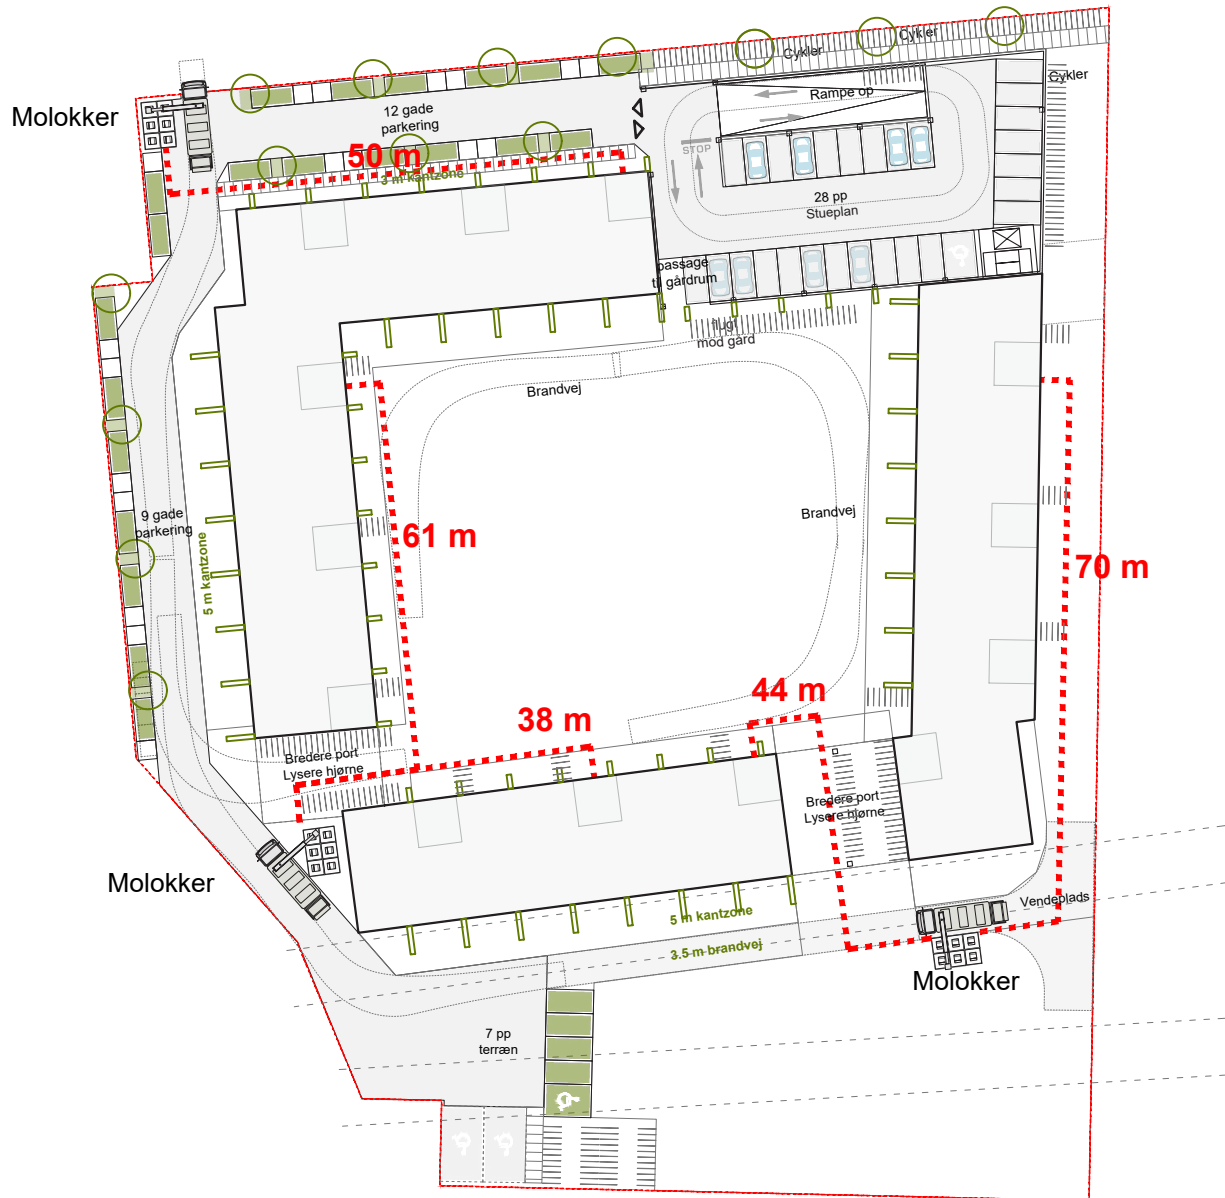 Cykler
Cykler
Cykler
Molokker
12 gade
parkering
Rampe op
STOP
50 m
3 m kantzone
28 pp
Stueplan
passage
til gårdrum
flugt
mod gård
Brandvej
9 gade
parkering
61 m
Brandvej
70 m
5 m kantzone
44 m
38 m
Bredere port
Lysere hjørne
Bredere port
Lysere hjørne
Molokker
Vendeplads
5 m kantzone
3.5 m brandvej
Molokker
7 pp
terræn